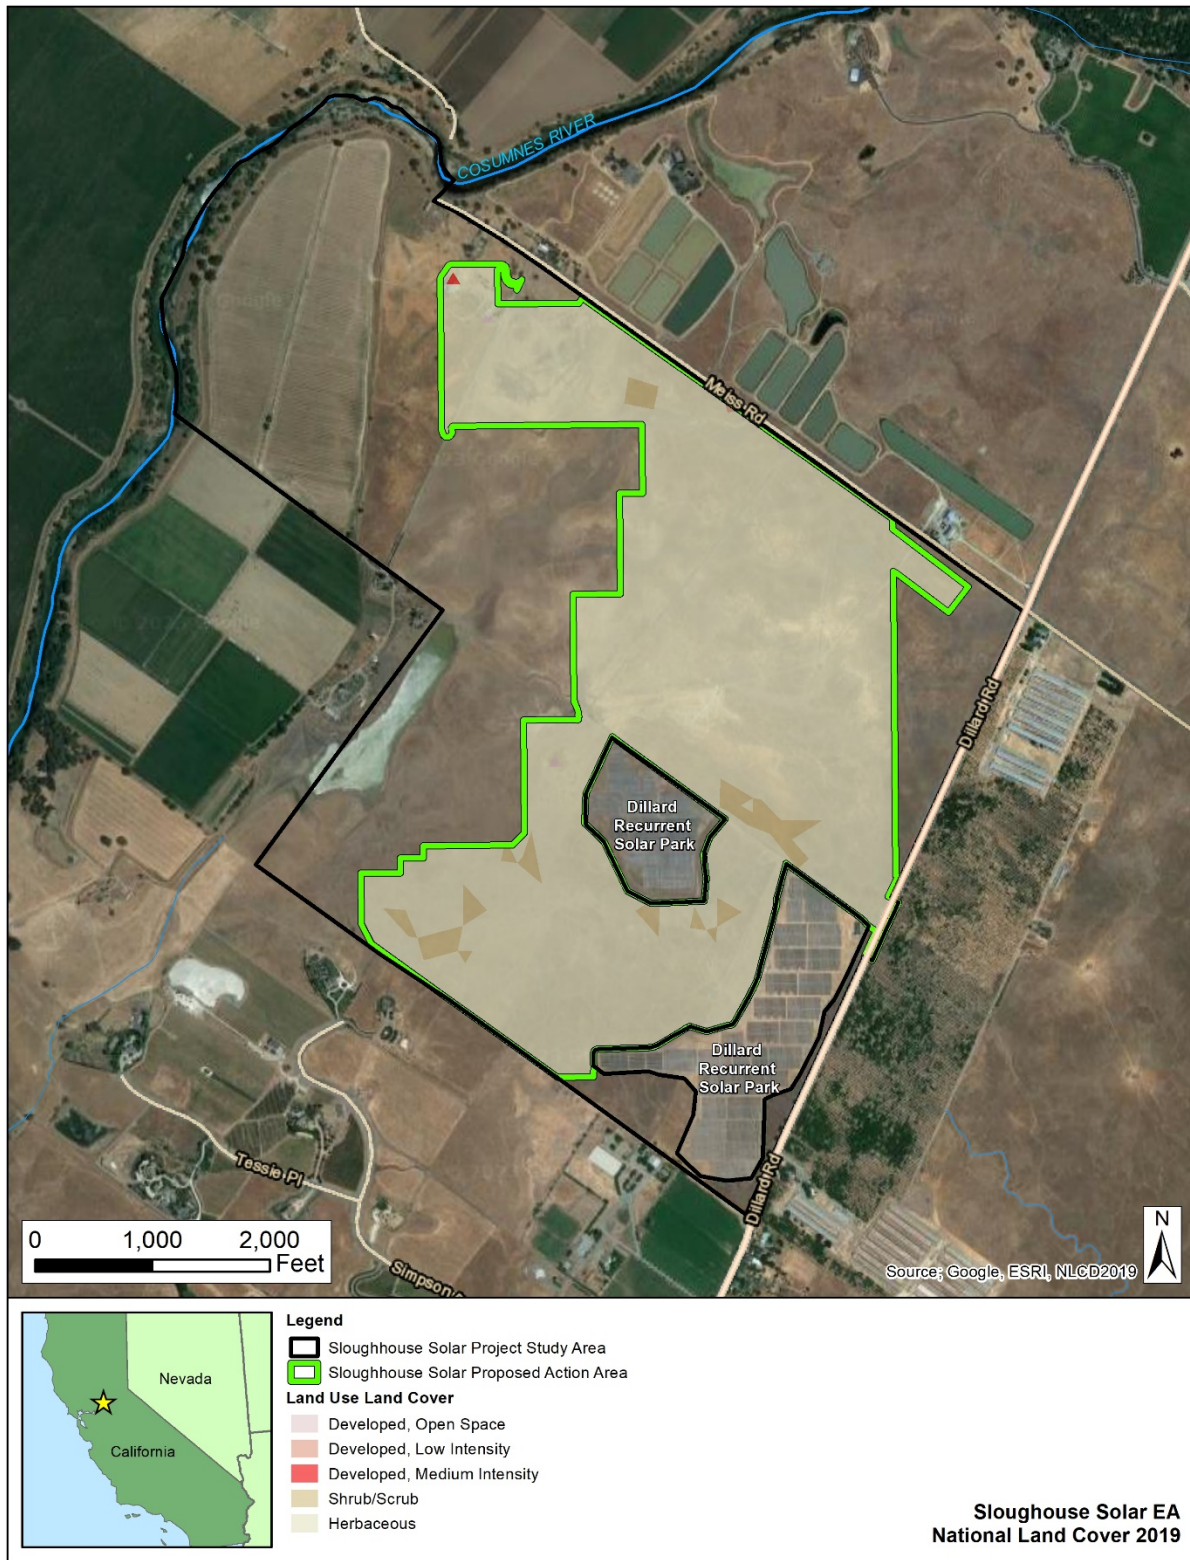 COSUMNES RIVER
Meiss Rd
Dillard Rd
Dillard
Recurrent
Solar Park
Dillard
Recurrent
Solar Park
Dillard Rd
Tessie Pl
Simpson
0 1,000 2,000
Feet
N
Source; Google, ESRI, NLCD2019
Nevada
California
Legend
Sloughhouse Solar Project Study Area
Sloughhouse Solar Proposed Action Area
Land Use Land Cover
Developed, Open Space
Developed, Low Intensity
Developed, Medium Intensity
Shrub/Scrub
Herbaceous
Sloughouse Solar EA
National Land Cover 2019